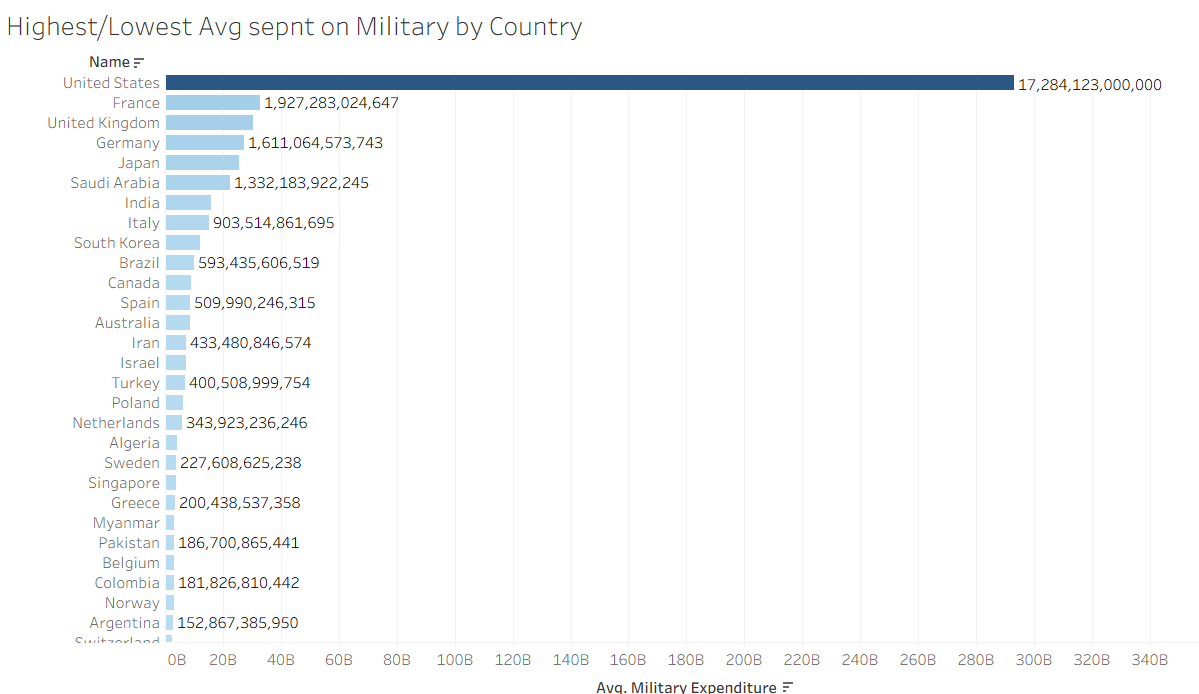 Highest/Lowest Avg sepnt on Military by Country
Name
United States 17,284,123,000,000
France 1,927,283,024,647
United Kingdom
Germany 1,611,064,573,743
Japan
Saudi Arabia 1,332,183,922,245
India
Italy 903,514,861,695
South Korea
Brazil 593,435,606,519
Canada
Spain 509,990,246,315
Australia
Iran 433,480,846,574
Israel
Turkey 400,508,999,754
Poland
Netherlands 343,923,236,246
Algeria
Sweden 227,608,625,238
Singapore
Greece 200,438,537,358
Myanmar
Pakistan 186,700,865,441
Belgium
Colombia 181,826,810,442
Norway
Argentina 152,867,385,950
Switzerland
0B 20B 40B 60B 80B 100B 120B 140B 160B 180B 200B 220B 240B 260B 280B 300B 320B 340B
Avg. Military Expenditure